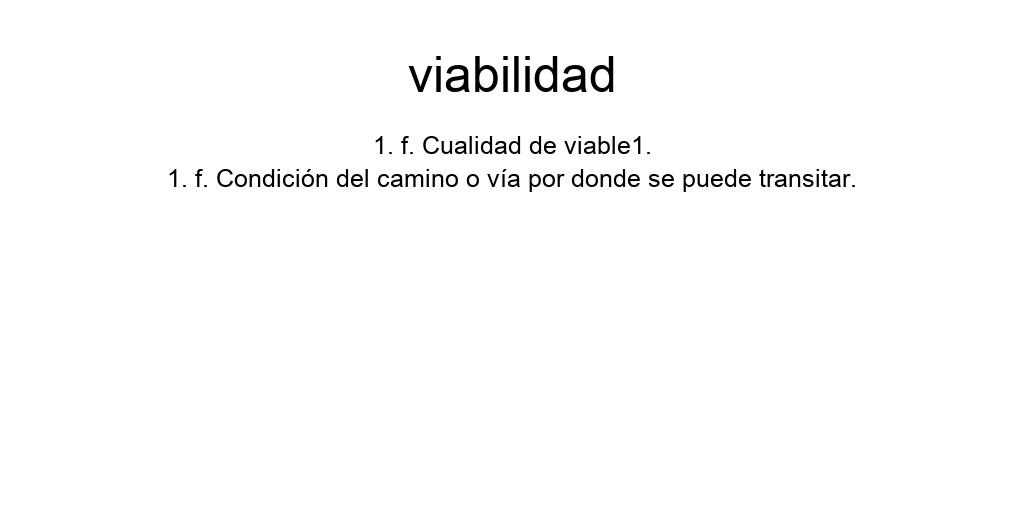 viabilidad
1. f. Cualidad de viable1.
1. f. Condición del camino o vía por donde se puede transitar.